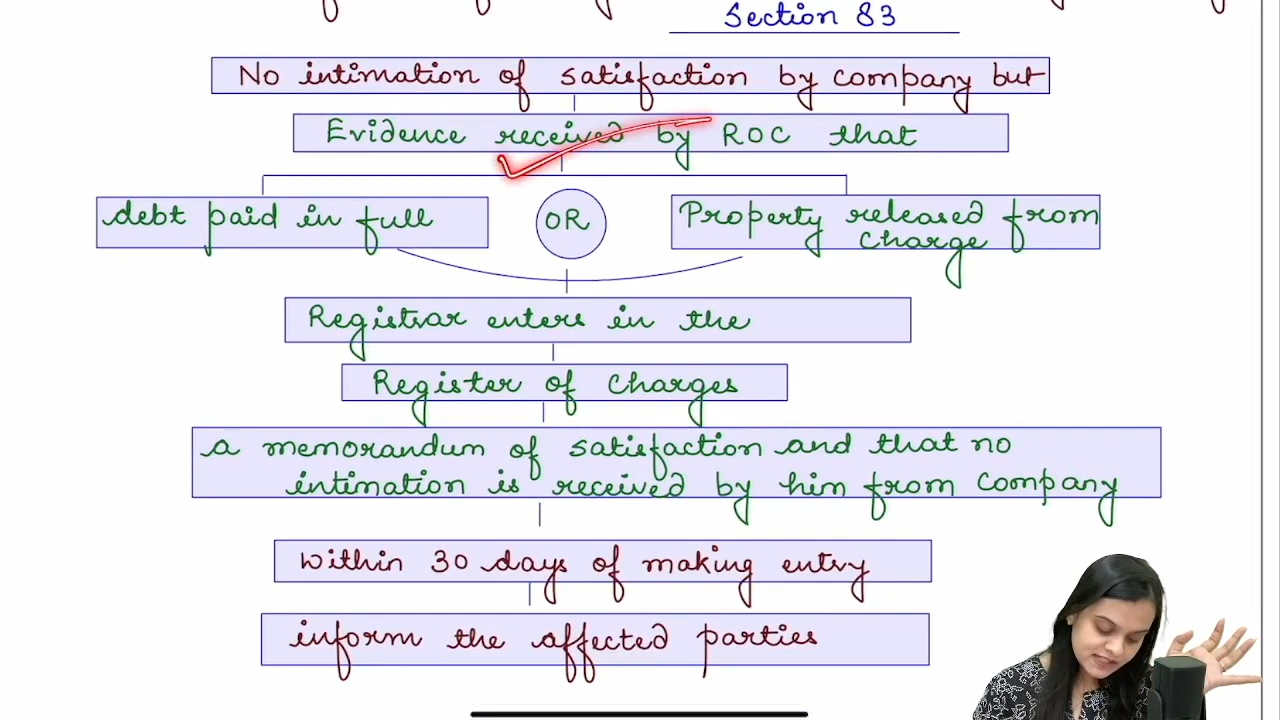 Section 83
No intimation of satisfaction by company but
Evidence received by ROC that
debt paid in full
OR
Property released from
charge
Registrar enters in the
Register of charges
a memorandum of satisfaction and that no
intimation is received by him from company
within 30 days of making entry
inform the affected parties